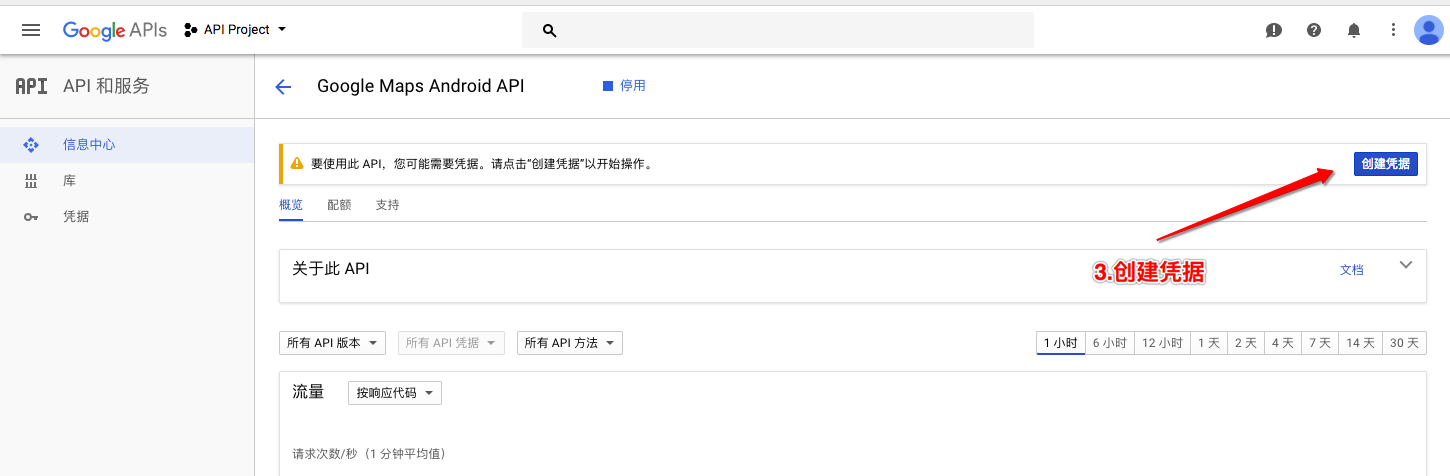 Google APIs API Project
API API 和服务
Google Maps Android API 停用
信息中心
库
凭据
要使用此 API，您可能需要凭据。请点击“创建凭据”以开始操作。 创建凭据
概览 配额 支持
关于此 API 文档
3.创建凭据
所有 API 版本 所有 API 凭据 所有 API 方法 1 小时 6 小时 12 小时 1 天 2 天 4 天 7 天 14 天 30 天
流量 按响应代码
请求次数/秒（1 分钟平均值）